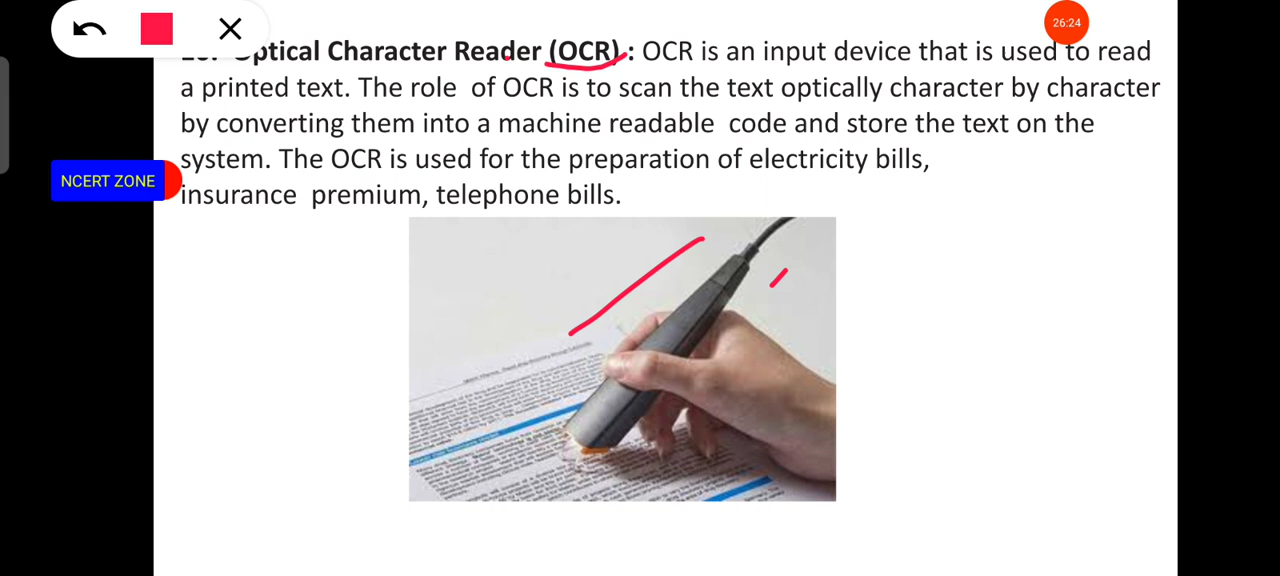 26:24
Optical Character Reader (OCR) : OCR is an input device that is used to read
a printed text. The role of OCR is to scan the text optically character by character
by converting them into a machine readable code and store the text on the
system. The OCR is used for the preparation of electricity bills,
NCERT ZONE
insurance premium, telephone bills.